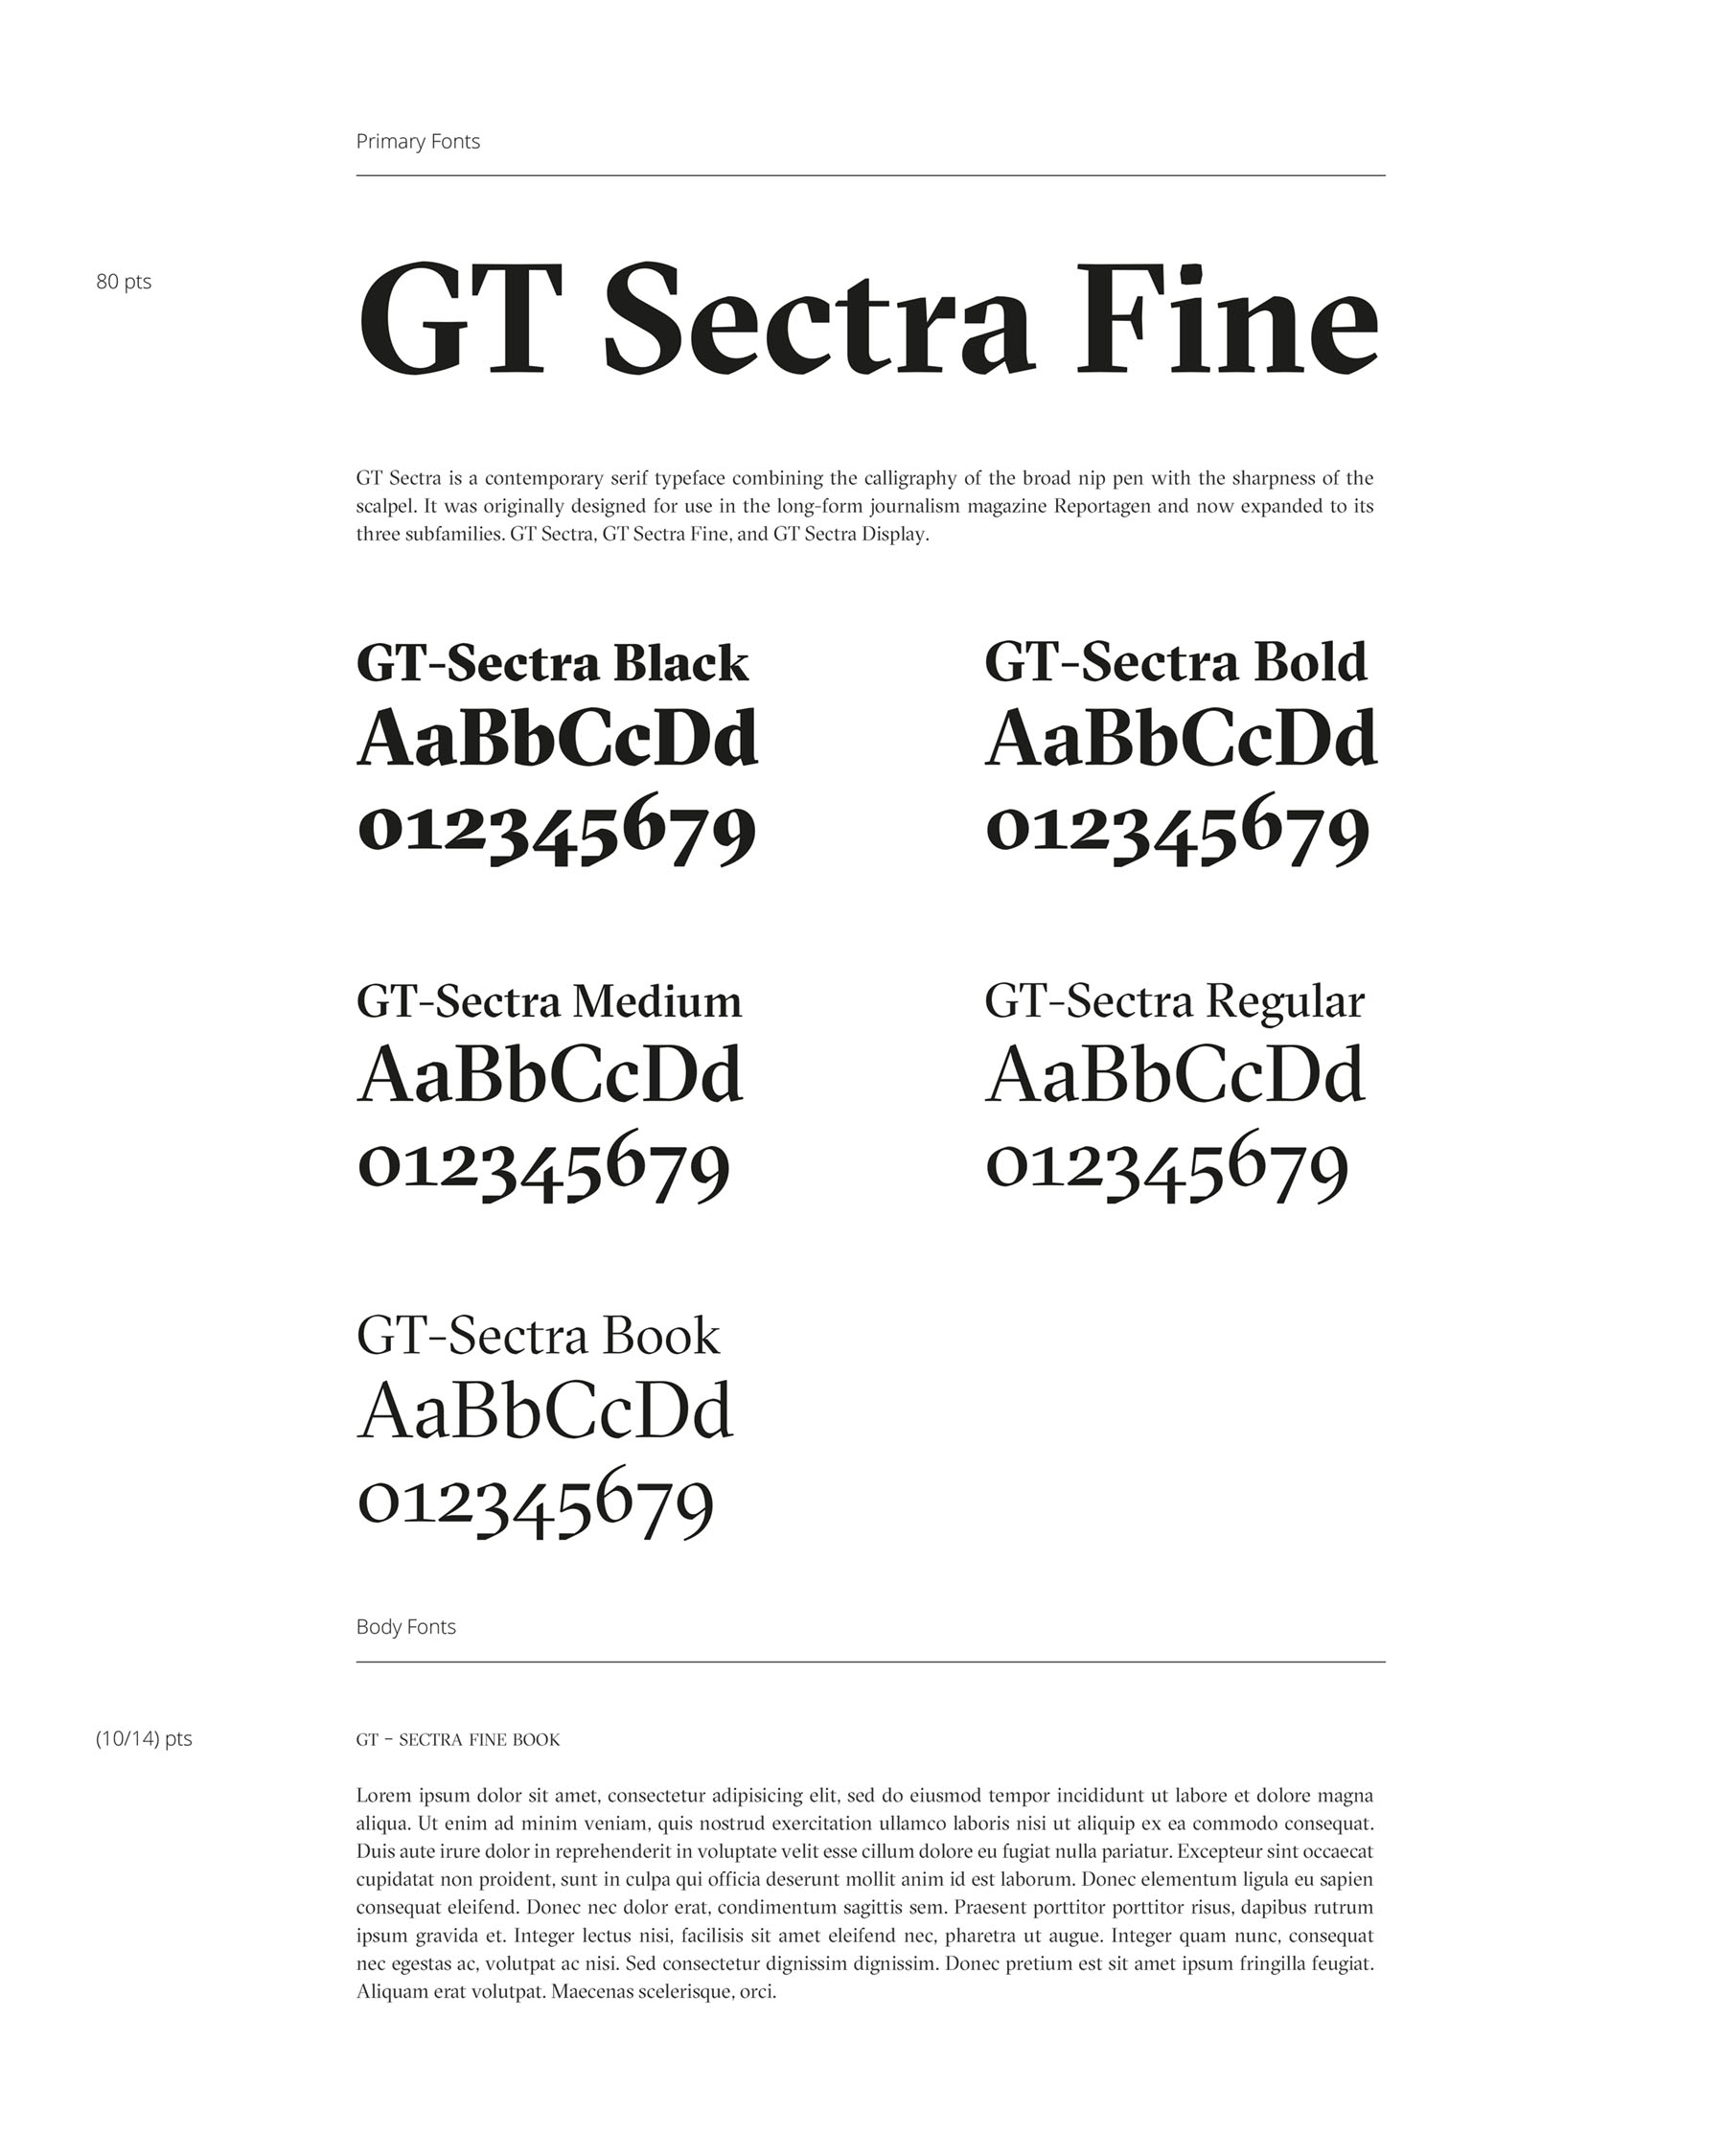 Primary Fonts
80 pts
GT Sectra Fine
GT Sectra is a contemporary serif typeface combining the calligraphy of the broad nip pen with the sharpness of the
scalpel. It was originally designed for use in the long-form journalism magazine Reportagen and now expanded to its
three subfamilies. GT Sectra, GT Sectra Fine, and GT Sectra Display.
GT-Sectra Black
AaBbCcDd
012345679
GT-Sectra Bold
AaBbCcDd
012345679
GT-Sectra Medium
AaBbCcDd
012345679
GT-Sectra Regular
AaBbCcDd
012345679
GT-Sectra Book
AaBbCcDd
012345679
Body Fonts
(10/14) pts
GT - SECTRA FINE BOOK
Lorem ipsum dolor sit amet, consectetur adipisicing elit, sed do eiusmod tempor incididunt ut labore et dolore magna
aliqua. Ut enim ad minim veniam, quis nostrud exercitation ullamco laboris nisi ut aliquip ex ea commodo consequat.
Duis aute irure dolor in reprehenderit in voluptate velit esse cillum dolore eu fugiat nulla pariatur. Excepteur sint occaecat
cupidatat non proident, sunt in culpa qui officia deserunt mollit anim id est laborum. Donec elementum ligula eu sapien
consequat eleifend. Donec nec dolor erat, condimentum sagittis sem. Praesent porttitor porttitor risus, dapibus rutrum
ipsum gravida et. Integer lectus nisi, facilisis sit amet eleifend nec, pharetra ut augue. Integer quam nunc, consequat
nec egestas ac, volutpat ac nisi. Sed consectetur dignissim dignissim. Donec pretium est sit amet ipsum fringilla feugiat.
Aliquam erat volutpat. Maecenas scelerisque, orci.